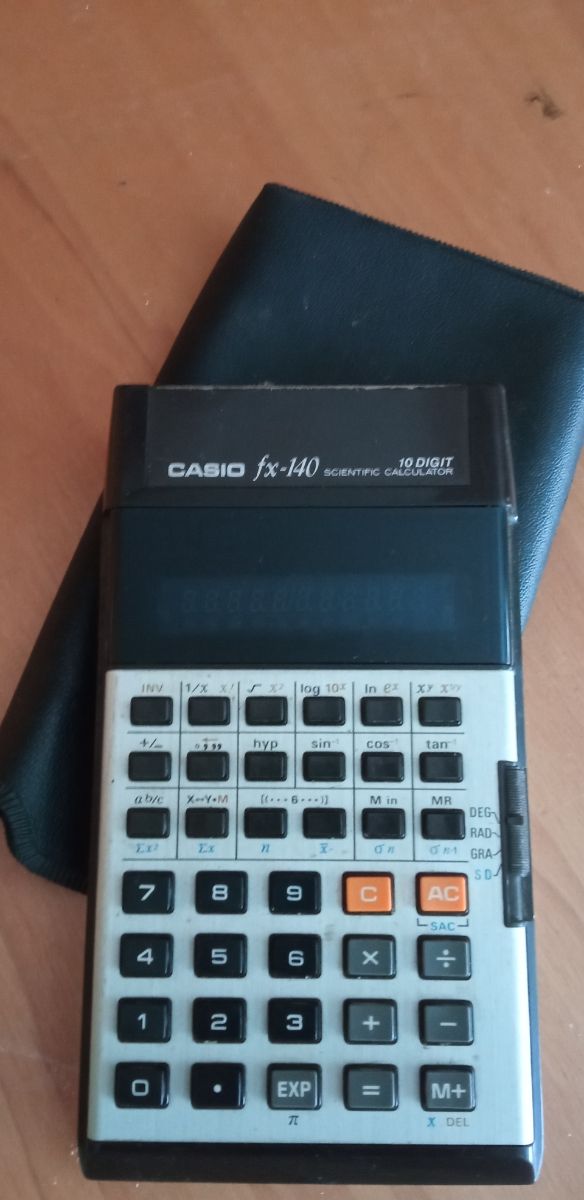 CASIO fx-140 10 DIGIT SCIENTIFIC CALCULATOR
INV 1/x x! √ x² log 10ˣ ln eˣ xʸ x¹/ʸ
+/− °,,, ← hyp sin⁻¹ cos⁻¹ tan⁻¹
a b/c X↔Y•M [(···6···)] M in MR
Σx² Σx n x̄ σn σn-1
DEG
RAD
GRA
SD
7 8 9 C AC
SAC
4 5 6 × ÷
1 2 3 + −
0 • EXP = M+
π x DEL